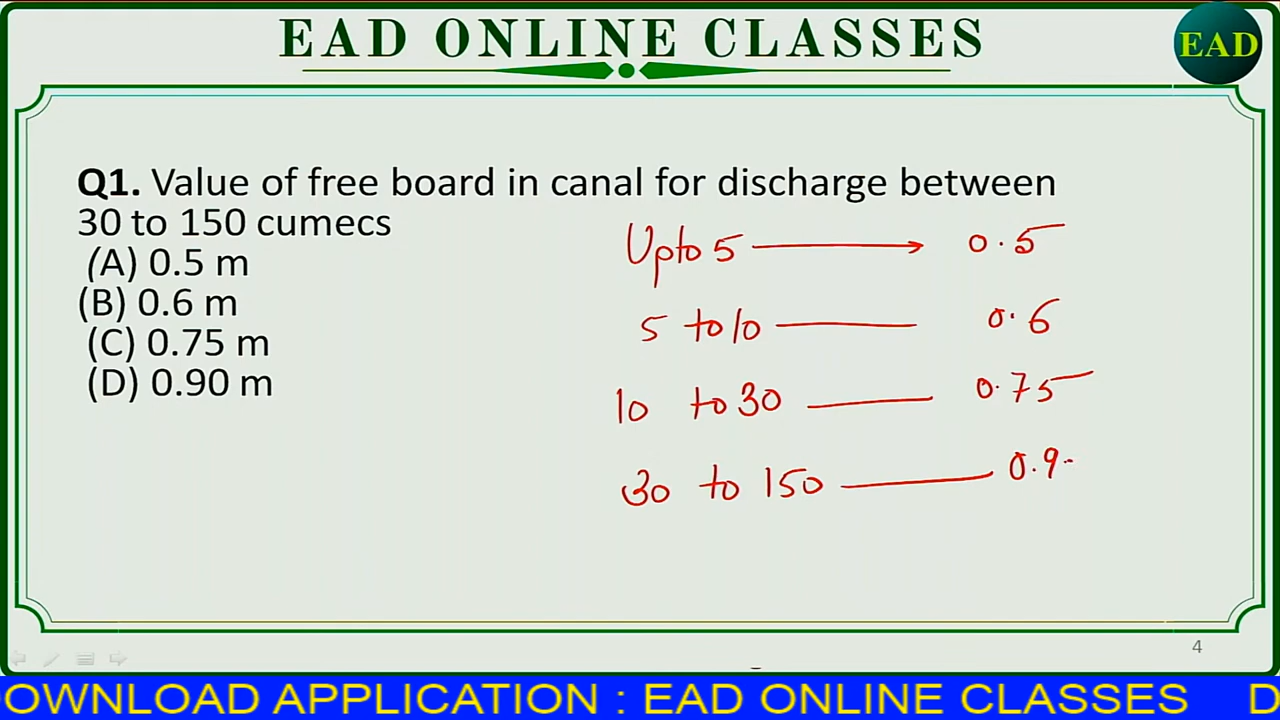 EAD ONLINE CLASSES
EAD
Q1. Value of free board in canal for discharge between
30 to 150 cumecs
(A) 0.5 m
(B) 0.6 m
(C) 0.75 m
(D) 0.90 m
Upto 5 → 0.5
5 to 10 — 0.6
10 to 30 — 0.75
30 to 150 — 0.9
4
OWNLOAD APPLICATION : EAD ONLINE CLASSES D